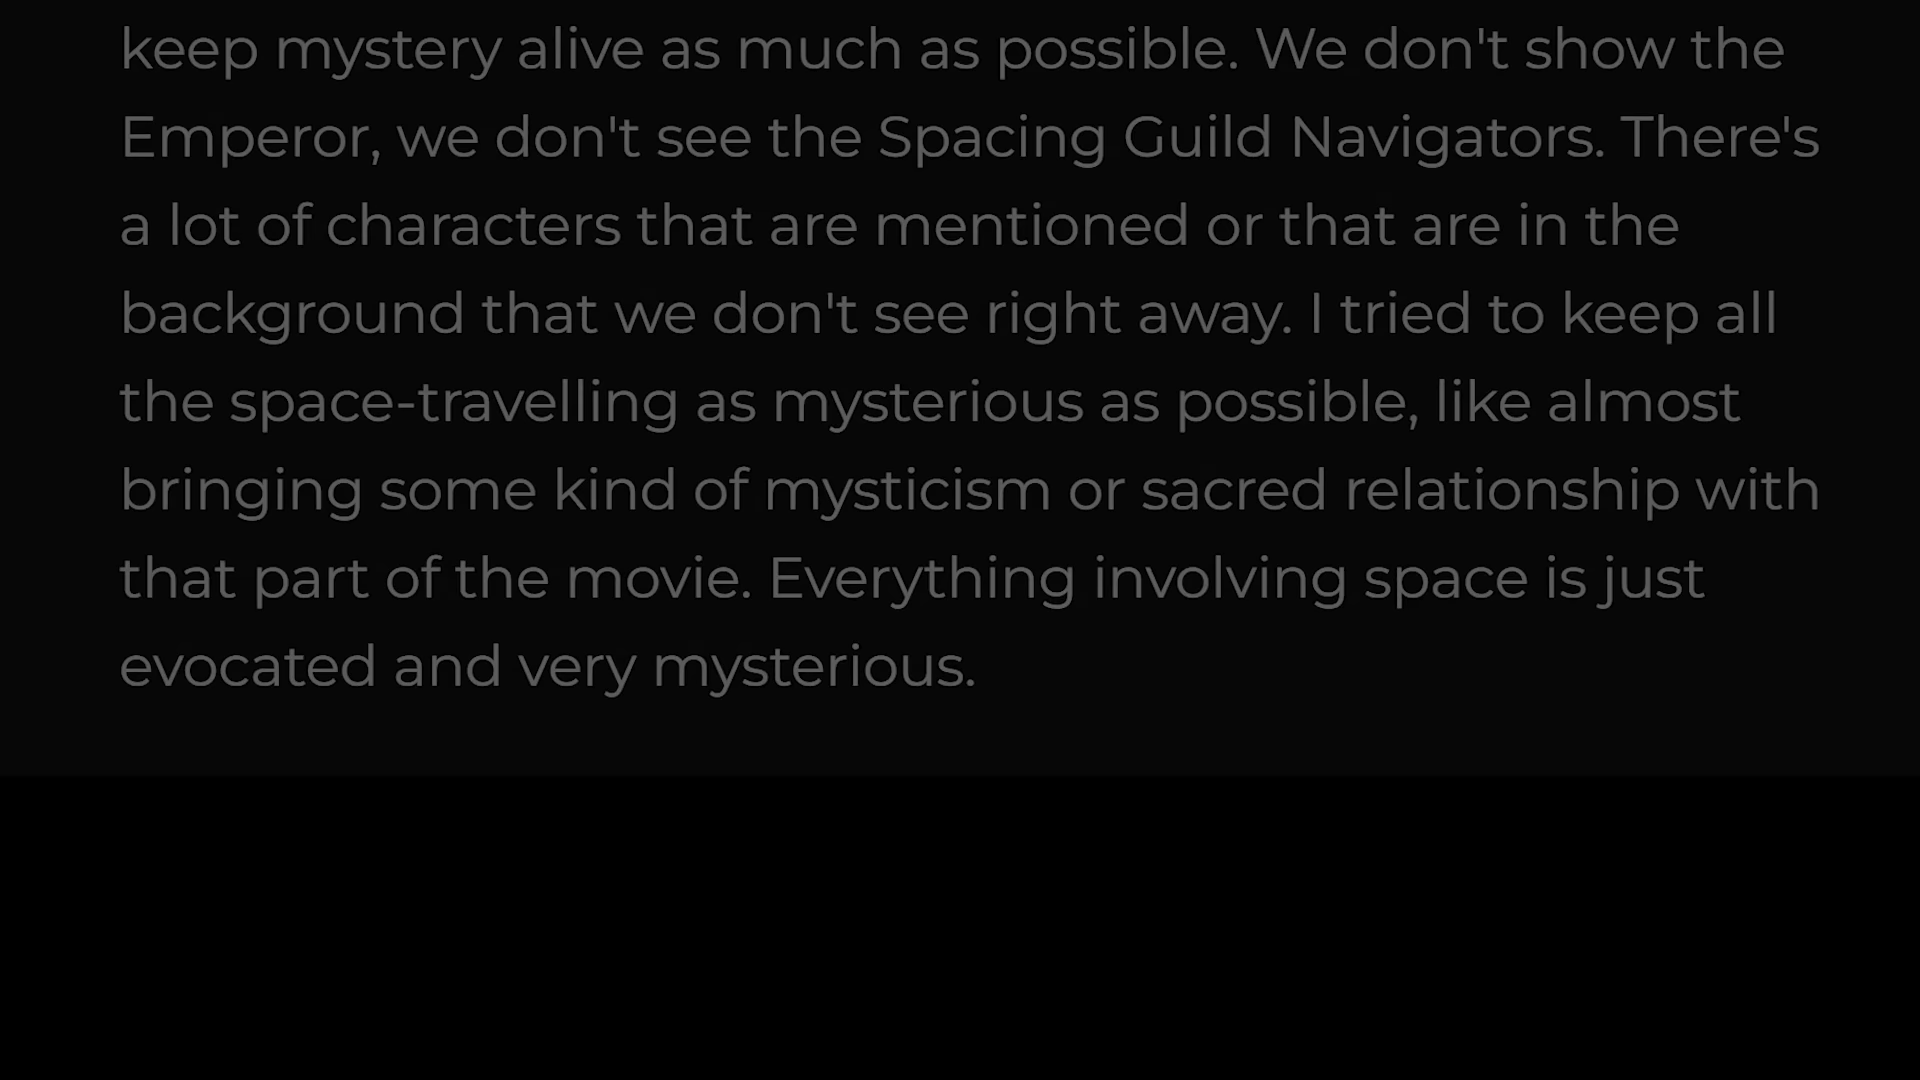 keep mystery alive as much as possible. We don't show the
Emperor, we don't see the Spacing Guild Navigators. There's
a lot of characters that are mentioned or that are in the
background that we don't see right away. I tried to keep all
the space-travelling as mysterious as possible, like almost
bringing some kind of mysticism or sacred relationship with
that part of the movie. Everything involving space is just
evocated and very mysterious.